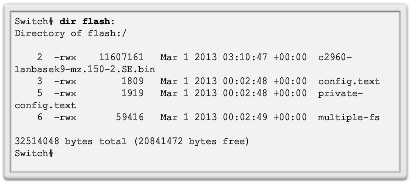 Switch# dir flash:
Directory of flash:/
2 -rwx 11607161 Mar 1 2013 03:10:47 +00:00 c2960-
lanbasek9-mz.150-2.SE.bin
3 -rwx 1809 Mar 1 2013 00:02:48 +00:00 config.text
5 -rwx 1919 Mar 1 2013 00:02:48 +00:00 private-
config.text
6 -rwx 59416 Mar 1 2013 00:02:49 +00:00 multiple-fs
32514048 bytes total (20841472 bytes free)
Switch#